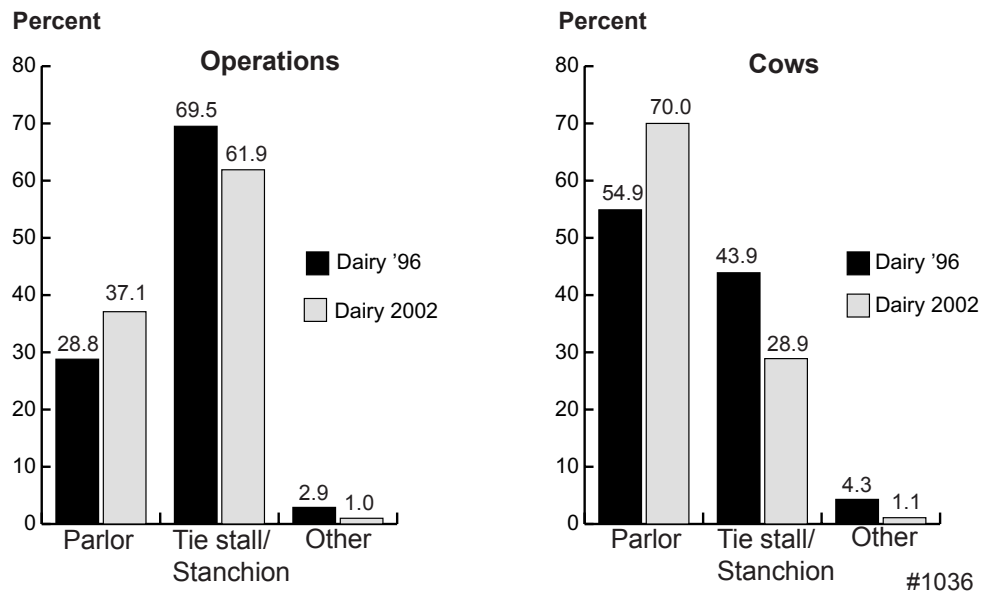 Percent
Operations
80
70
60
50
40
30
20
10
0
28.8
37.1
69.5
61.9
2.9
1.0
Parlor
Tie stall/
Stanchion
Other
Dairy ’96
Dairy 2002
Percent
Cows
80
70
60
50
40
30
20
10
0
54.9
70.0
43.9
28.9
4.3
1.1
Parlor
Tie stall/
Stanchion
Other
Dairy ’96
Dairy 2002
#1036